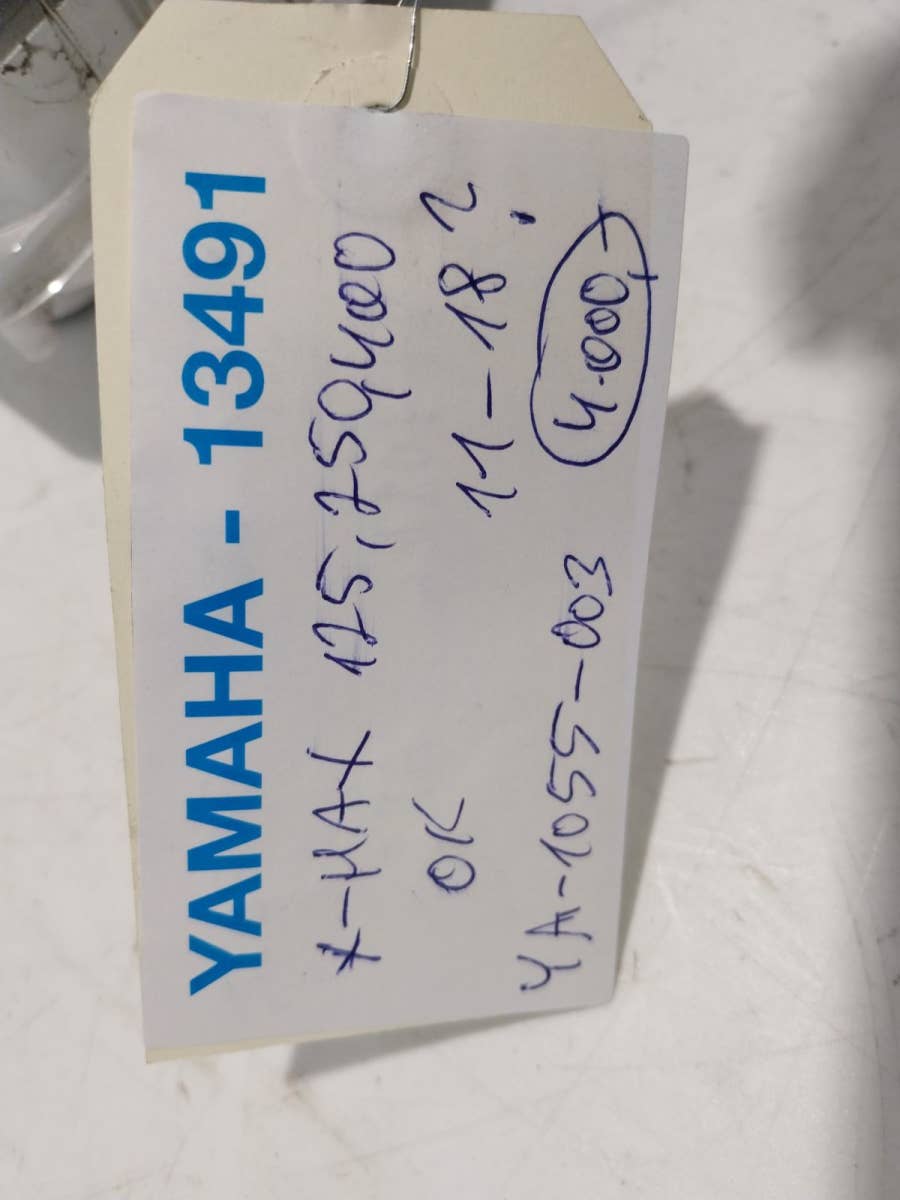 YAMAHA - 13491
X-MAX 125, 250, 400
OK 11-18 ?
YA-1055-003 4.000,-